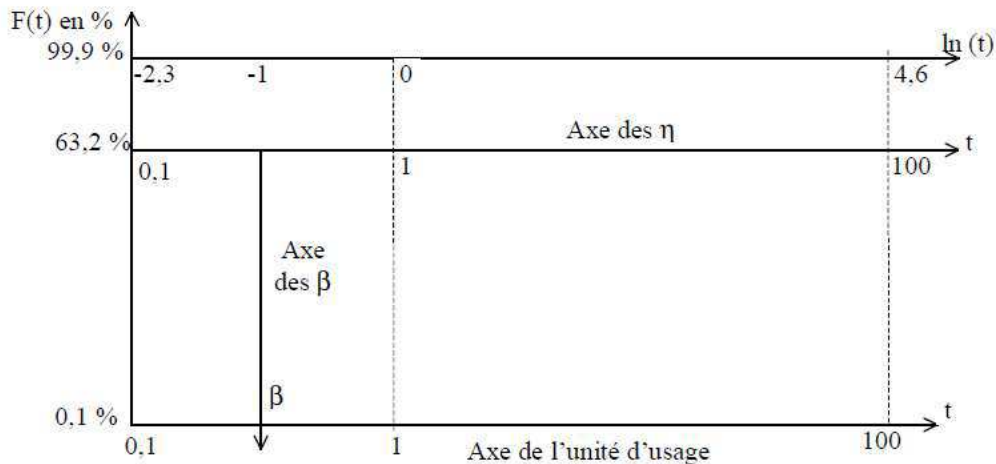 F(t) en %
99,9 %
ln (t)
-2,3 -1 0 4,6
Axe des η
63,2 %
t
0,1 1 100
Axe
des β
β
0,1 %
t
0,1 1 Axe de l'unité d'usage 100